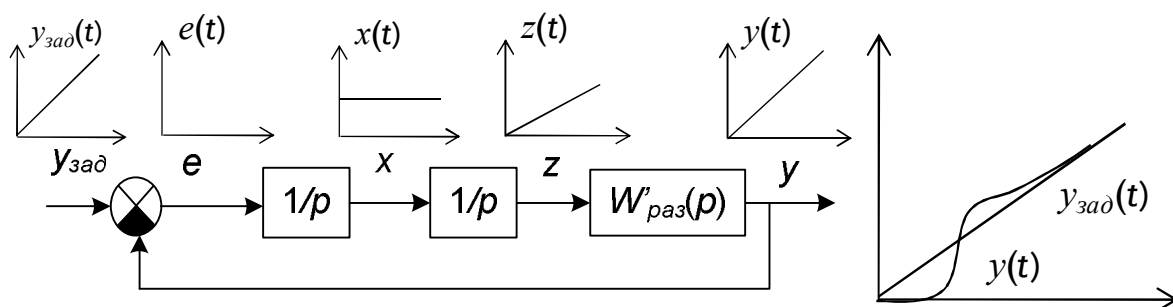 yзад(t) e(t) x(t) z(t) y(t)
yзад e x z y
1/p 1/p W'раз(p)
yзад(t)
y(t)